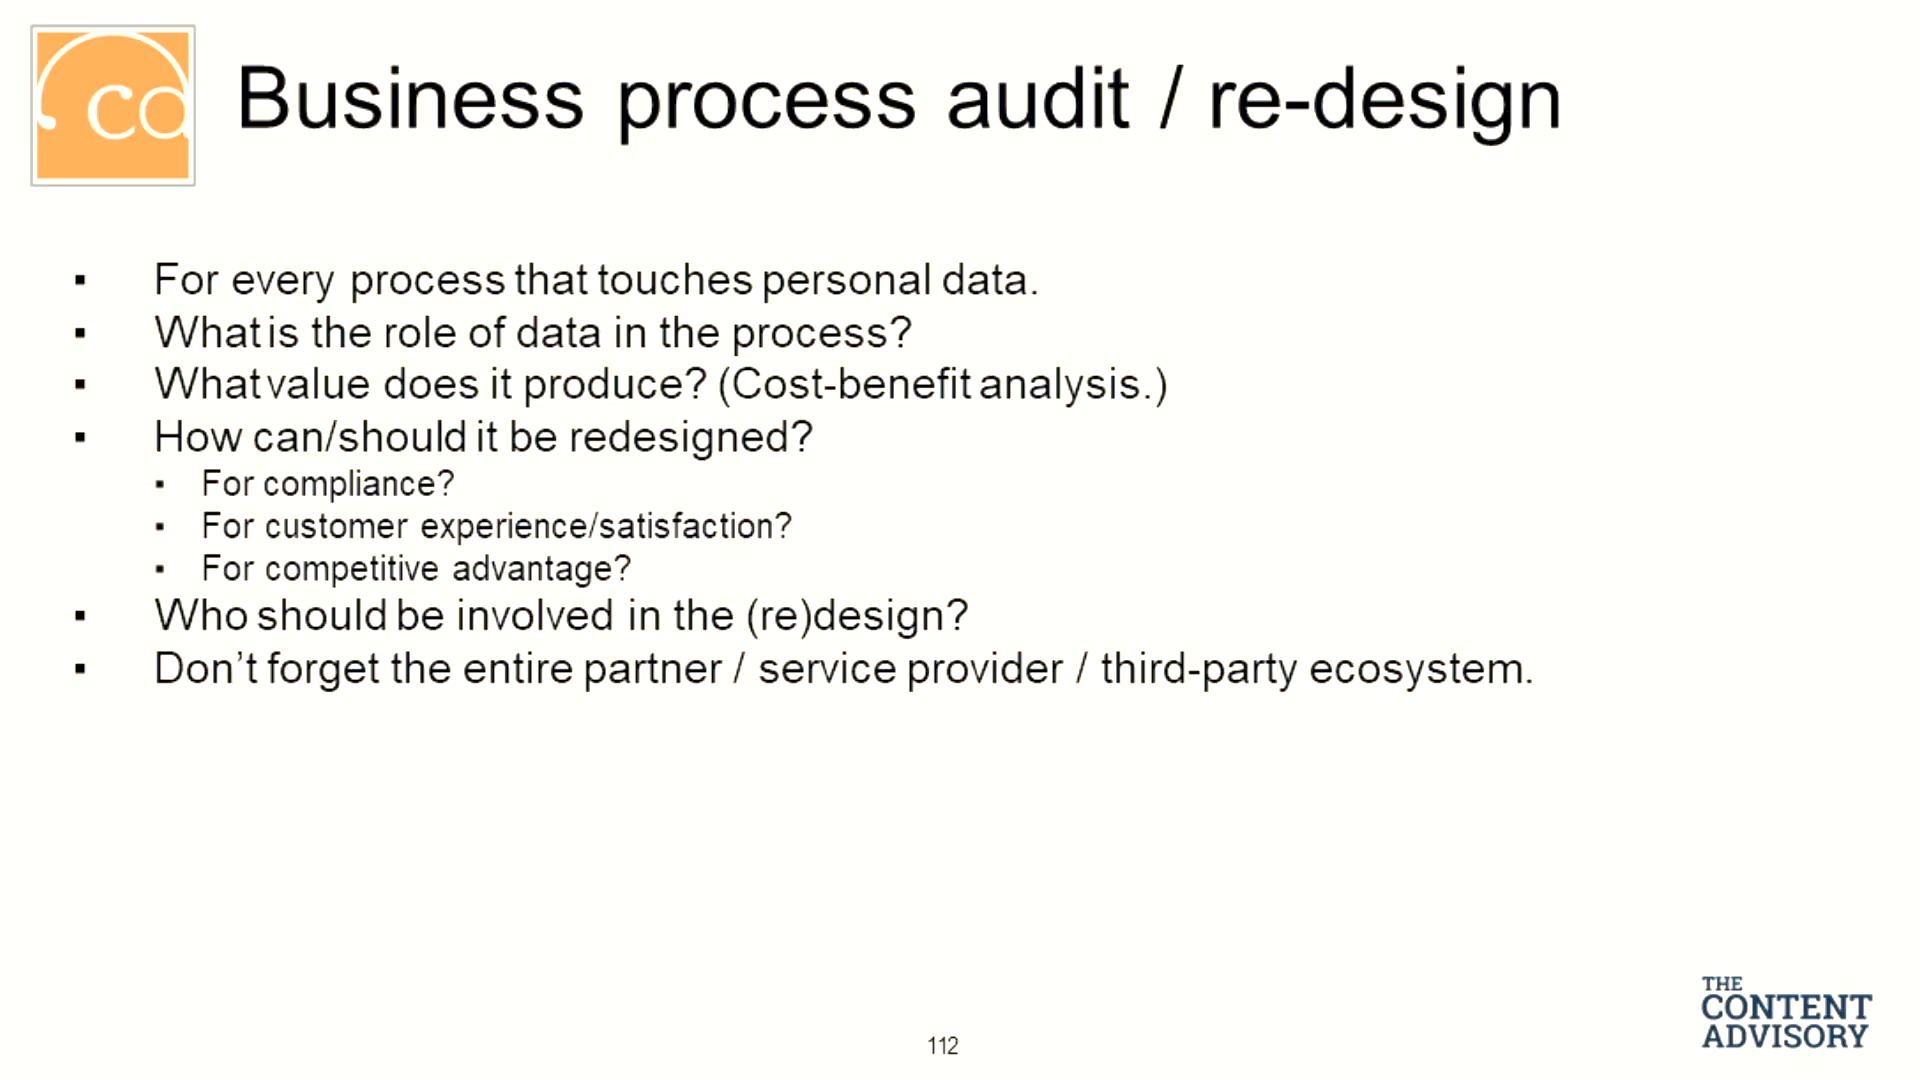 co
Business process audit / re-design
▪ For every process that touches personal data.
▪ What is the role of data in the process?
▪ What value does it produce? (Cost-benefit analysis.)
▪ How can/should it be redesigned?
▪ For compliance?
▪ For customer experience/satisfaction?
▪ For competitive advantage?
▪ Who should be involved in the (re)design?
▪ Don’t forget the entire partner / service provider / third-party ecosystem.
112
THE
CONTENT
ADVISORY